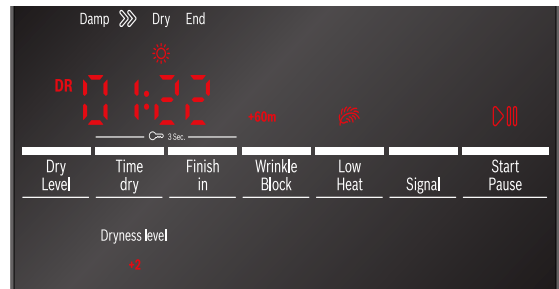 Damp Dry End
DR 01:22
+60m
3 Sec.
Dry Level
Time dry
Finish in
Wrinkle Block
Low Heat
Signal
Start Pause
Dryness level
+2